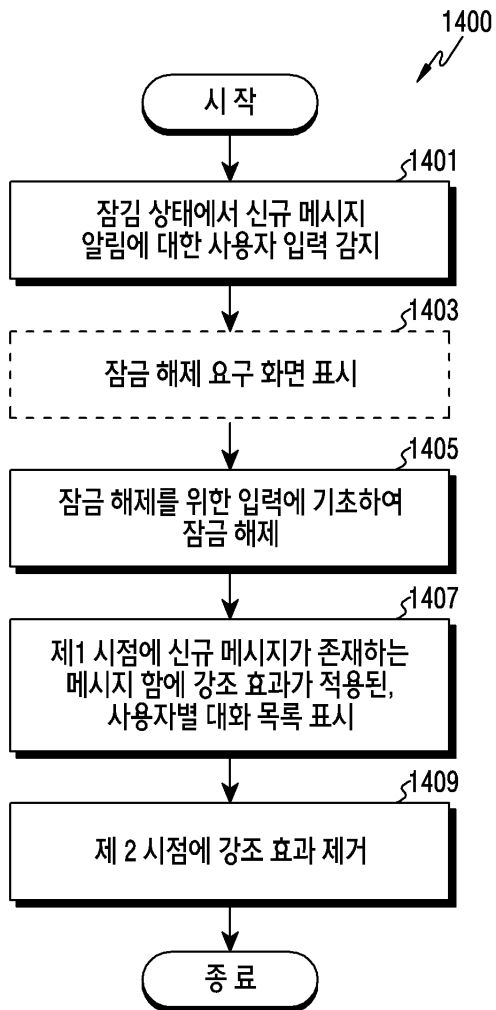 1400
시작
1401
잠김 상태에서 신규 메시지
알림에 대한 사용자 입력 감지
1403
잠금 해제 요구 화면 표시
1405
잠금 해제를 위한 입력에 기초하여
잠금 해제
1407
제1 시점에 신규 메시지가 존재하는
메시지 함에 강조 효과가 적용된,
사용자별 대화 목록 표시
1409
제 2 시점에 강조 효과 제거
종료